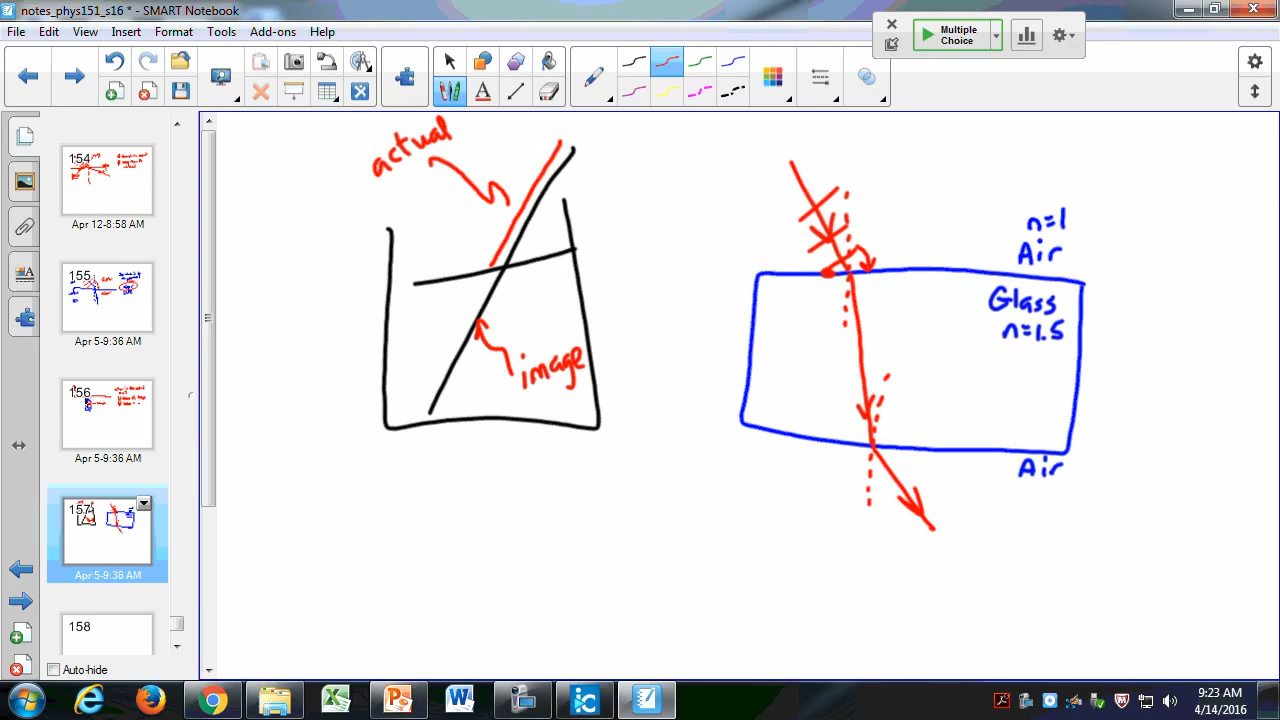 notes_phys151_s16 * - SMART Notebook
File Edit View Insert Format Tools Add-ons Help
Multiple
Choice
154
Apr 12-8:58 AM
155
Apr 5-9:36 AM
156
Apr 5-9:36 AM
157
Apr 5-9:36 AM
158
Auto-hide
actual
image
n=1
Air
Glass
n=1.5
Air
9:23 AM
4/14/2016